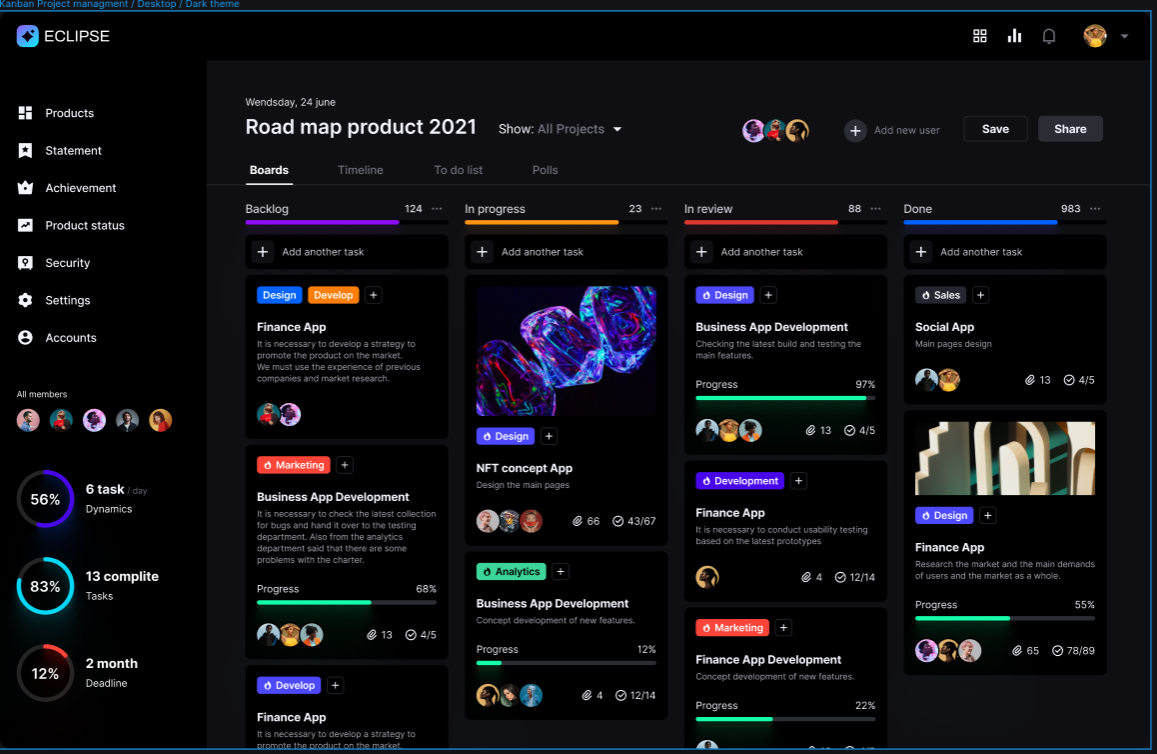 Kanban Project managment / Desktop / Dark theme
ECLIPSE
Products
Statement
Achievement
Product status
Security
Settings
Accounts
All members
56%
6 task / day
Dynamics
83%
13 complite
Tasks
12%
2 month
Deadline
Wendsday, 24 june
Road map product 2021
Show: All Projects
Add new user
Save
Share
Boards
Timeline
To do list
Polls
Backlog
124
Add another task
Design
Develop
Finance App
It is necessary to develop a strategy to
promote the product on the market.
We must use the experience of previous
companies and market research.
Marketing
Business App Development
It is necessary to check the latest collection
for bugs and hand it over to the testing
department. Also from the analytics
department said that there are some
problems with the charter.
Progress
68%
13
4/5
Develop
Finance App
It is necessary to develop a strategy to
promote the product on the market.
In progress
23
Add another task
Design
NFT concept App
Design the main pages
66
43/67
Analytics
Business App Development
Concept development of new features.
Progress
12%
4
12/14
In review
88
Add another task
Design
Business App Development
Checking the latest build and testing the
main features.
Progress
97%
13
4/5
Development
Finance App
It is necessary to conduct usability testing
based on the latest prototypes
4
12/14
Marketing
Finance App Development
Concept development of new features.
Progress
22%
Done
983
Add another task
Sales
Social App
Main pages design
13
4/5
Design
Finance App
Research the market and the main demands
of users and the market as a whole.
Progress
55%
65
78/89